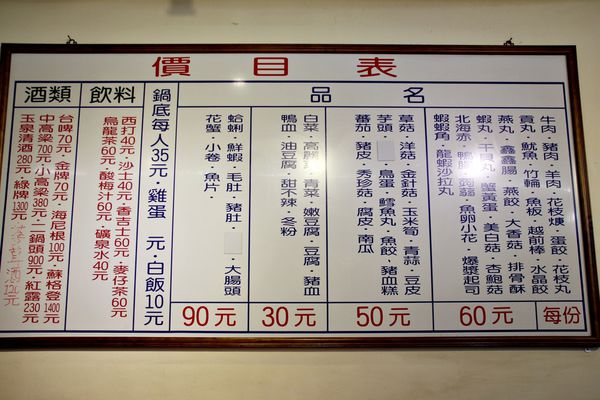 價目表
品名
飲料
酒類
牛肉·豬肉·羊肉·花枝
蛋餃·花枝丸
貢丸·魷魚·竹輪·魚板·越前棒·水晶餃
燕丸·鑫鑫腸·燕餃·大香菇·排骨酥
蝦丸·干貝丸·蟹黃蛋·美白菇·杏鮑菇
北海
魚卵小花·爆漿起司
蝦蝦角·龍蝦沙拉丸
草菇·洋菇·金針菇·玉米筍·青蒜·豆皮
芋頭
鳥蛋·鱈魚丸·魚餃·豬血糕
蕃茄·豬皮·秀珍菇·腐皮·南瓜
白菜·高麗菜·青菜·嫩豆腐·豆腐·豬血
鴨血·油豆腐·甜不辣·冬粉
蛤蜊·鮮蝦·毛肚·豬肚
大腸頭
花蟹·小卷·魚片·
每份
60元
50元
30元
90元
鍋底每人35元·雞蛋 元·白飯10元
西打40元·沙士40元·香吉士60元·麥仔茶60元
烏龍茶60元·酸梅汁60元·礦泉水40元
台啤70元·金牌70元·海尼根100元·蘇格登1400元
中高梁700元·小高梁380元·二鍋頭900元·紅露230元
玉泉清酒280元·綠牌1300元